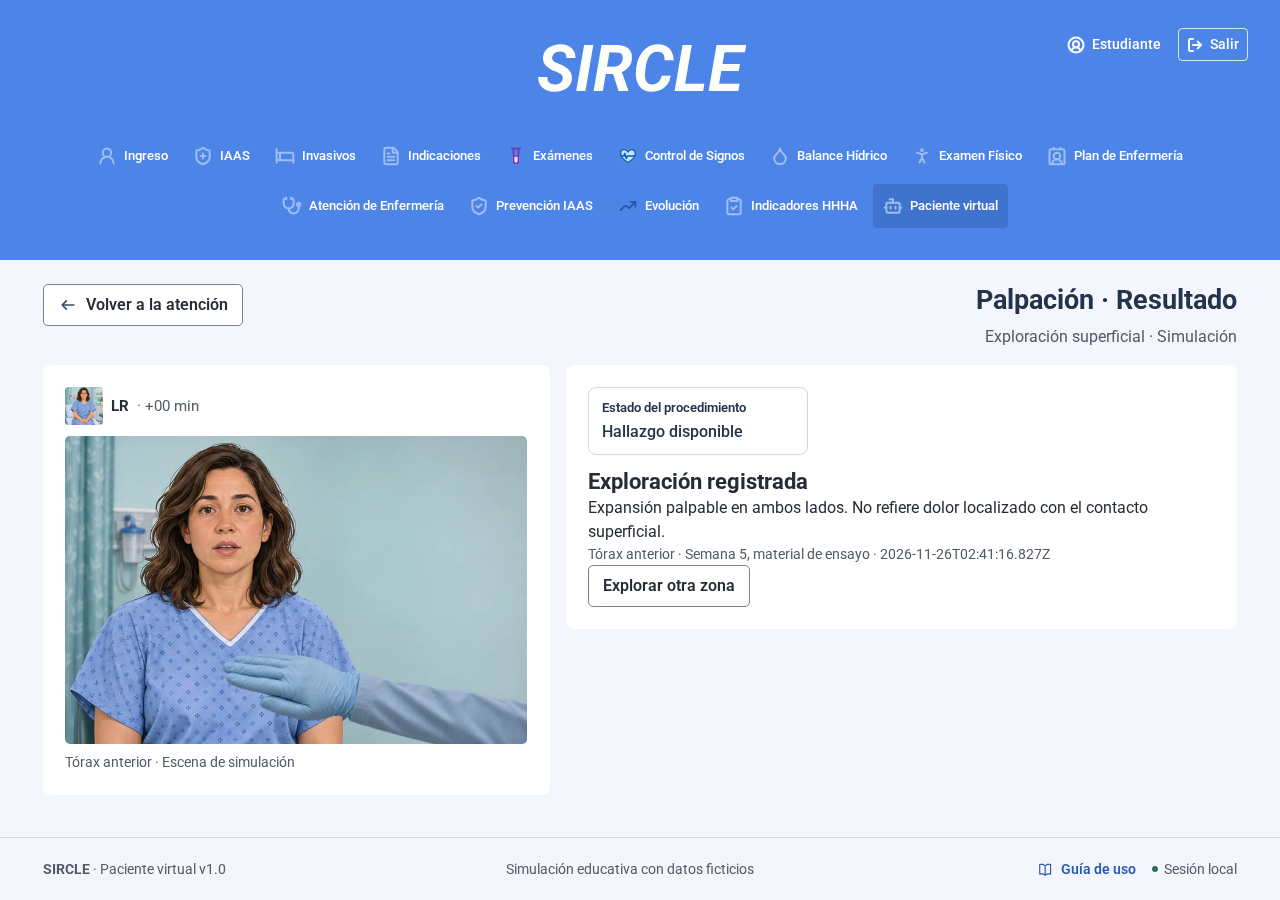 SIRCLE
Estudiante
Salir
Ingreso
IAAS
Invasivos
Indicaciones
Exámenes
Control de Signos
Balance Hídrico
Examen Físico
Plan de Enfermería
Atención de Enfermería
Prevención IAAS
Evolución
Indicadores HHHA
Paciente virtual
Volver a la atención
Palpación · Resultado
Exploración superficial · Simulación
LR · +00 min
Tórax anterior · Escena de simulación
Estado del procedimiento
Hallazgo disponible
Exploración registrada
Expansión palpable en ambos lados. No refiere dolor localizado con el contacto
superficial.
Tórax anterior · Semana 5, material de ensayo · 2026-11-26T02:41:16.827Z
Explorar otra zona
SIRCLE · Paciente virtual v1.0
Simulación educativa con datos ficticios
Guía de uso
Sesión local